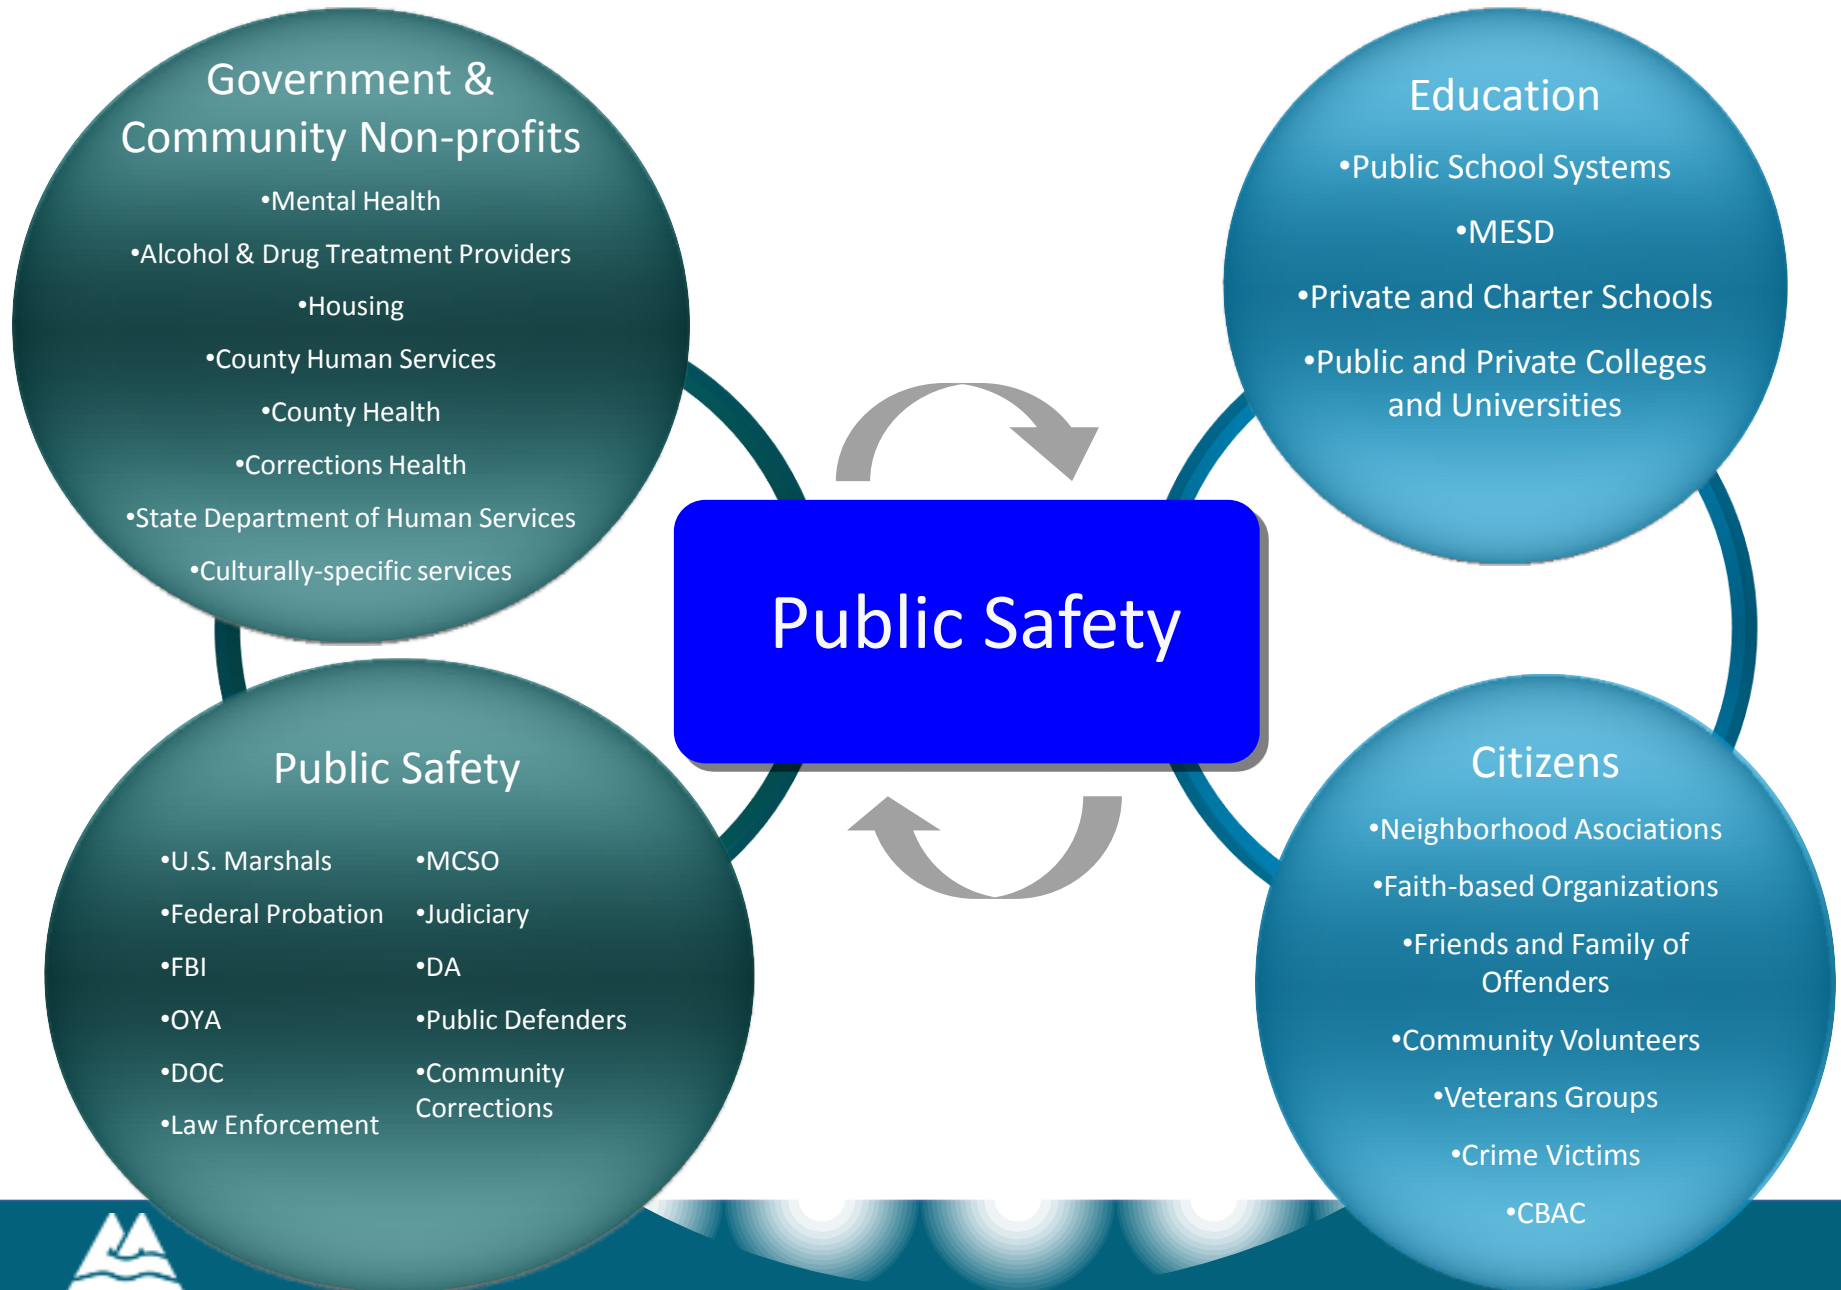 Government &
Community Non-profits
•Mental Health
•Alcohol & Drug Treatment Providers
•Housing
•County Human Services
•County Health
•Corrections Health
•State Department of Human Services
•Culturally-specific services
Education
•Public School Systems
•MESD
•Private and Charter Schools
•Public and Private Colleges
and Universities
Public Safety
Public Safety
•U.S. Marshals
•Federal Probation
•FBI
•OYA
•DOC
•Law Enforcement
•MCSO
•Judiciary
•DA
•Public Defenders
•Community
Corrections
Citizens
•Neighborhood Asociations
•Faith-based Organizations
•Friends and Family of
Offenders
•Community Volunteers
•Veterans Groups
•Crime Victims
•CBAC